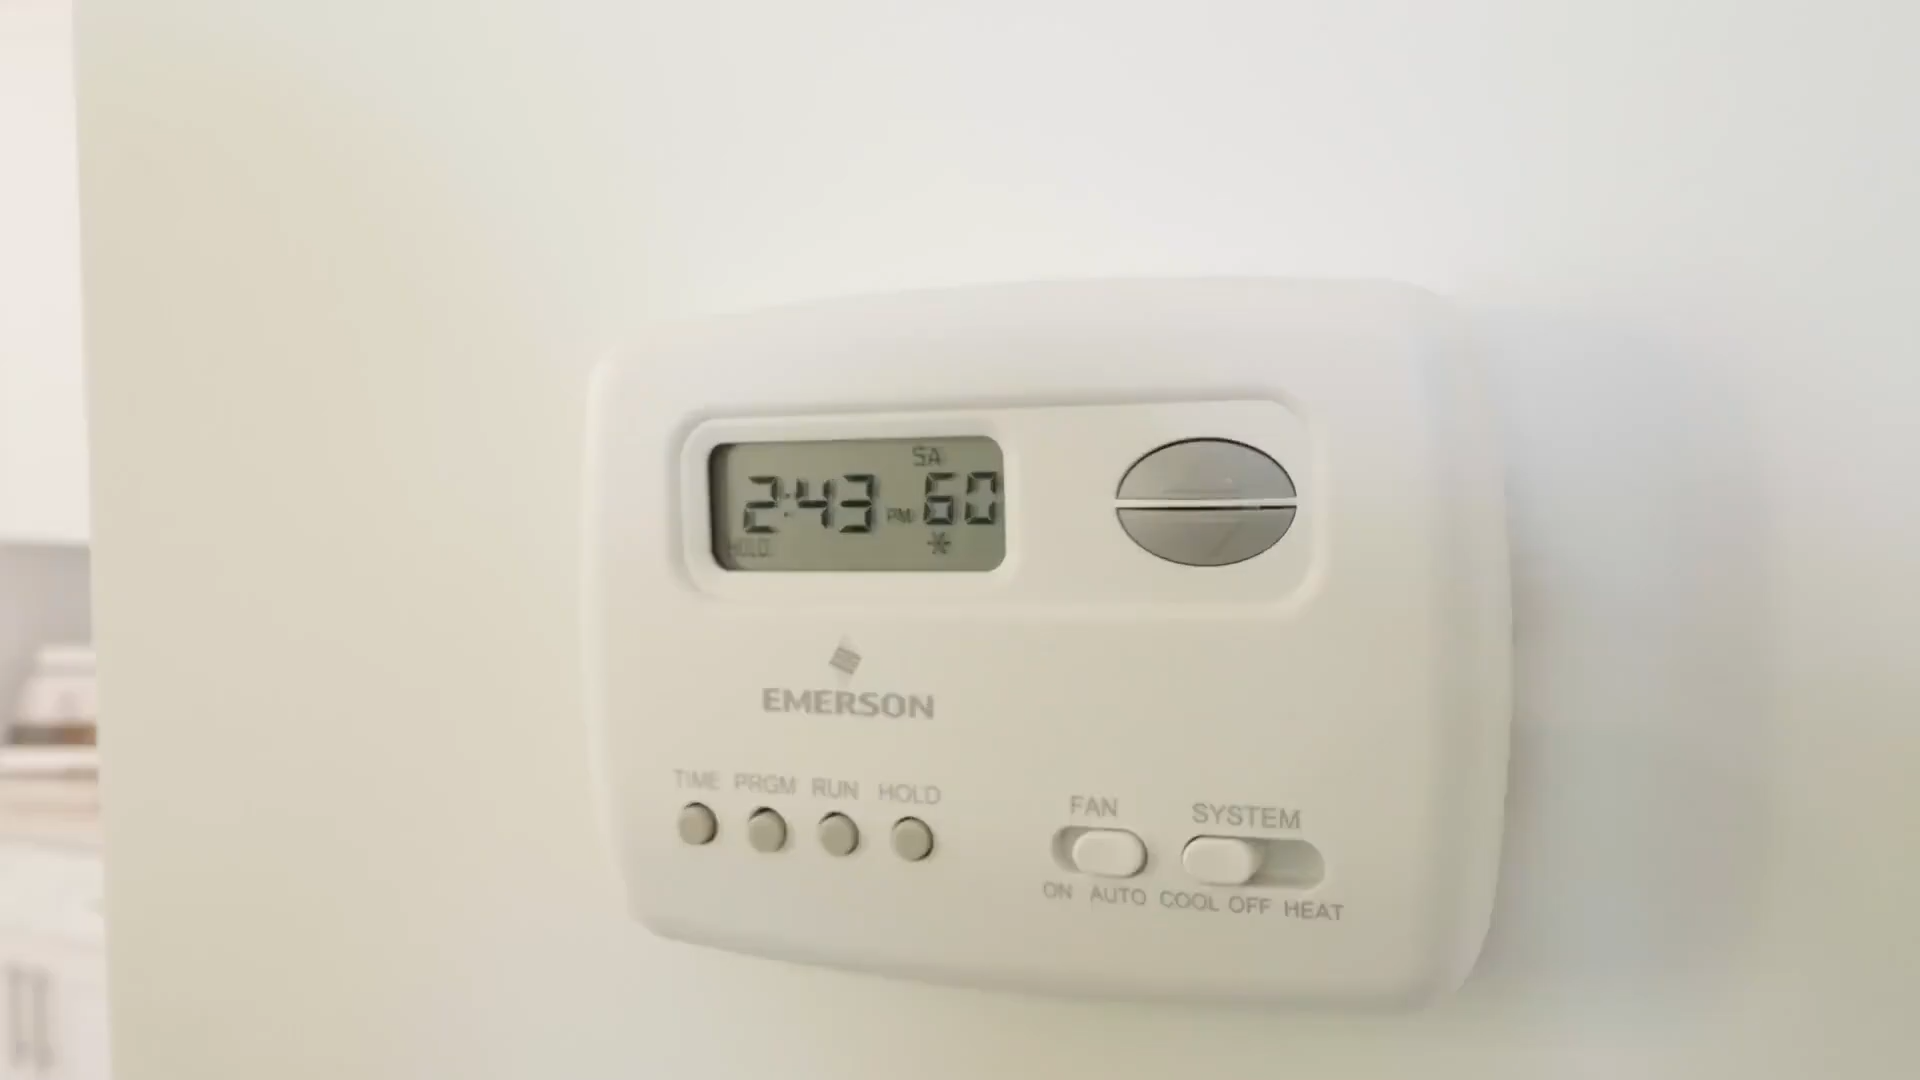 SA
2:43 PM 60
HOLD
EMERSON
TIME PRGM RUN HOLD
FAN SYSTEM
ON AUTO COOL OFF HEAT